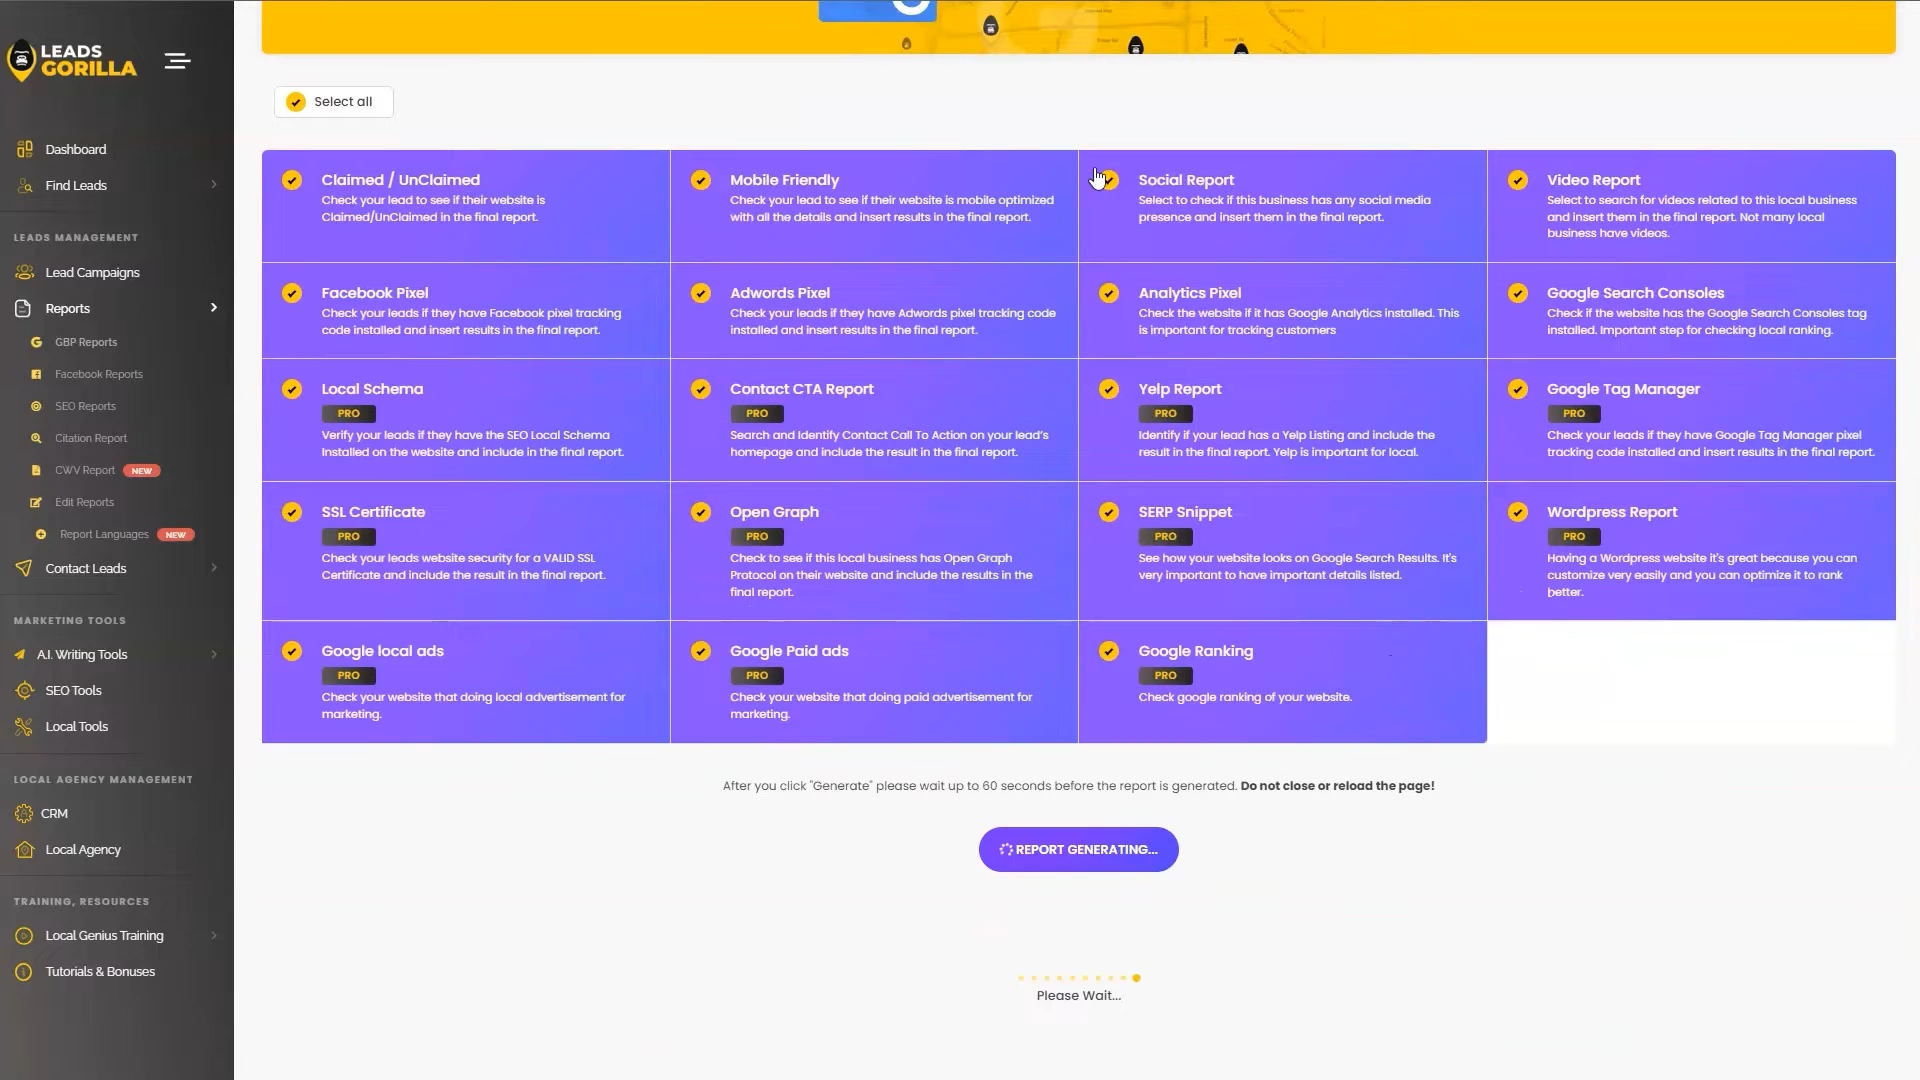 LEADS
GORILLA
Dashboard
Find Leads
LEADS MANAGEMENT
Lead Campaigns
Reports
GBP Reports
Facebook Reports
SEO Reports
Citation Report
CWV Report NEW
Edit Reports
Report Languages NEW
Contact Leads
MARKETING TOOLS
A.I. Writing Tools
SEO Tools
Local Tools
LOCAL AGENCY MANAGEMENT
CRM
Local Agency
TRAINING, RESOURCES
Local Genius Training
Tutorials & Bonuses
Select all
Claimed / UnClaimed
Check your lead to see if their website is
Claimed/UnClaimed in the final report.
Mobile Friendly
Check your lead to see if their website is mobile optimized
with all the details and insert results in the final report.
Social Report
Select to check if this business has any social media
presence and insert them in the final report.
Video Report
Select to search for videos related to this local business
and insert them in the final report. Not many local
business have videos.
Facebook Pixel
Check your leads if they have Facebook pixel tracking
code installed and insert results in the final report.
Adwords Pixel
Check your leads if they have Adwords pixel tracking code
installed and insert results in the final report.
Analytics Pixel
Check the website if it has Google Analytics installed. This
is important for tracking customers
Google Search Consoles
Check if the website has the Google Search Consoles tag
installed. Important step for checking local ranking.
Local Schema
PRO
Verify your leads if they have the SEO Local Schema
Installed on the website and include in the final report.
Contact CTA Report
PRO
Search and Identify Contact Call To Action on your lead's
homepage and include the result in the final report.
Yelp Report
PRO
Identify if your lead has a Yelp Listing and include the
result in the final report. Yelp is important for local.
Google Tag Manager
PRO
Check your leads if they have Google Tag Manager pixel
tracking code installed and insert results in the final report.
SSL Certificate
PRO
Check your leads website security for a VALID SSL
Certificate and include the result in the final report.
Open Graph
PRO
Check to see if this local business has Open Graph
Protocol on their website and include the results in the
final report.
SERP Snippet
PRO
See how your website looks on Google Search Results. It's
very important to have important details listed.
Wordpress Report
PRO
Having a Wordpress website it's great because you can
customize very easily and you can optimize it to rank
better.
Google local ads
PRO
Check your website that doing local advertisement for
marketing.
Google Paid ads
PRO
Check your website that doing paid advertisement for
marketing.
Google Ranking
PRO
Check google ranking of your website.
After you click "Generate" please wait up to 60 seconds before the report is generated. Do not close or reload the page!
REPORT GENERATING...
Please Wait...